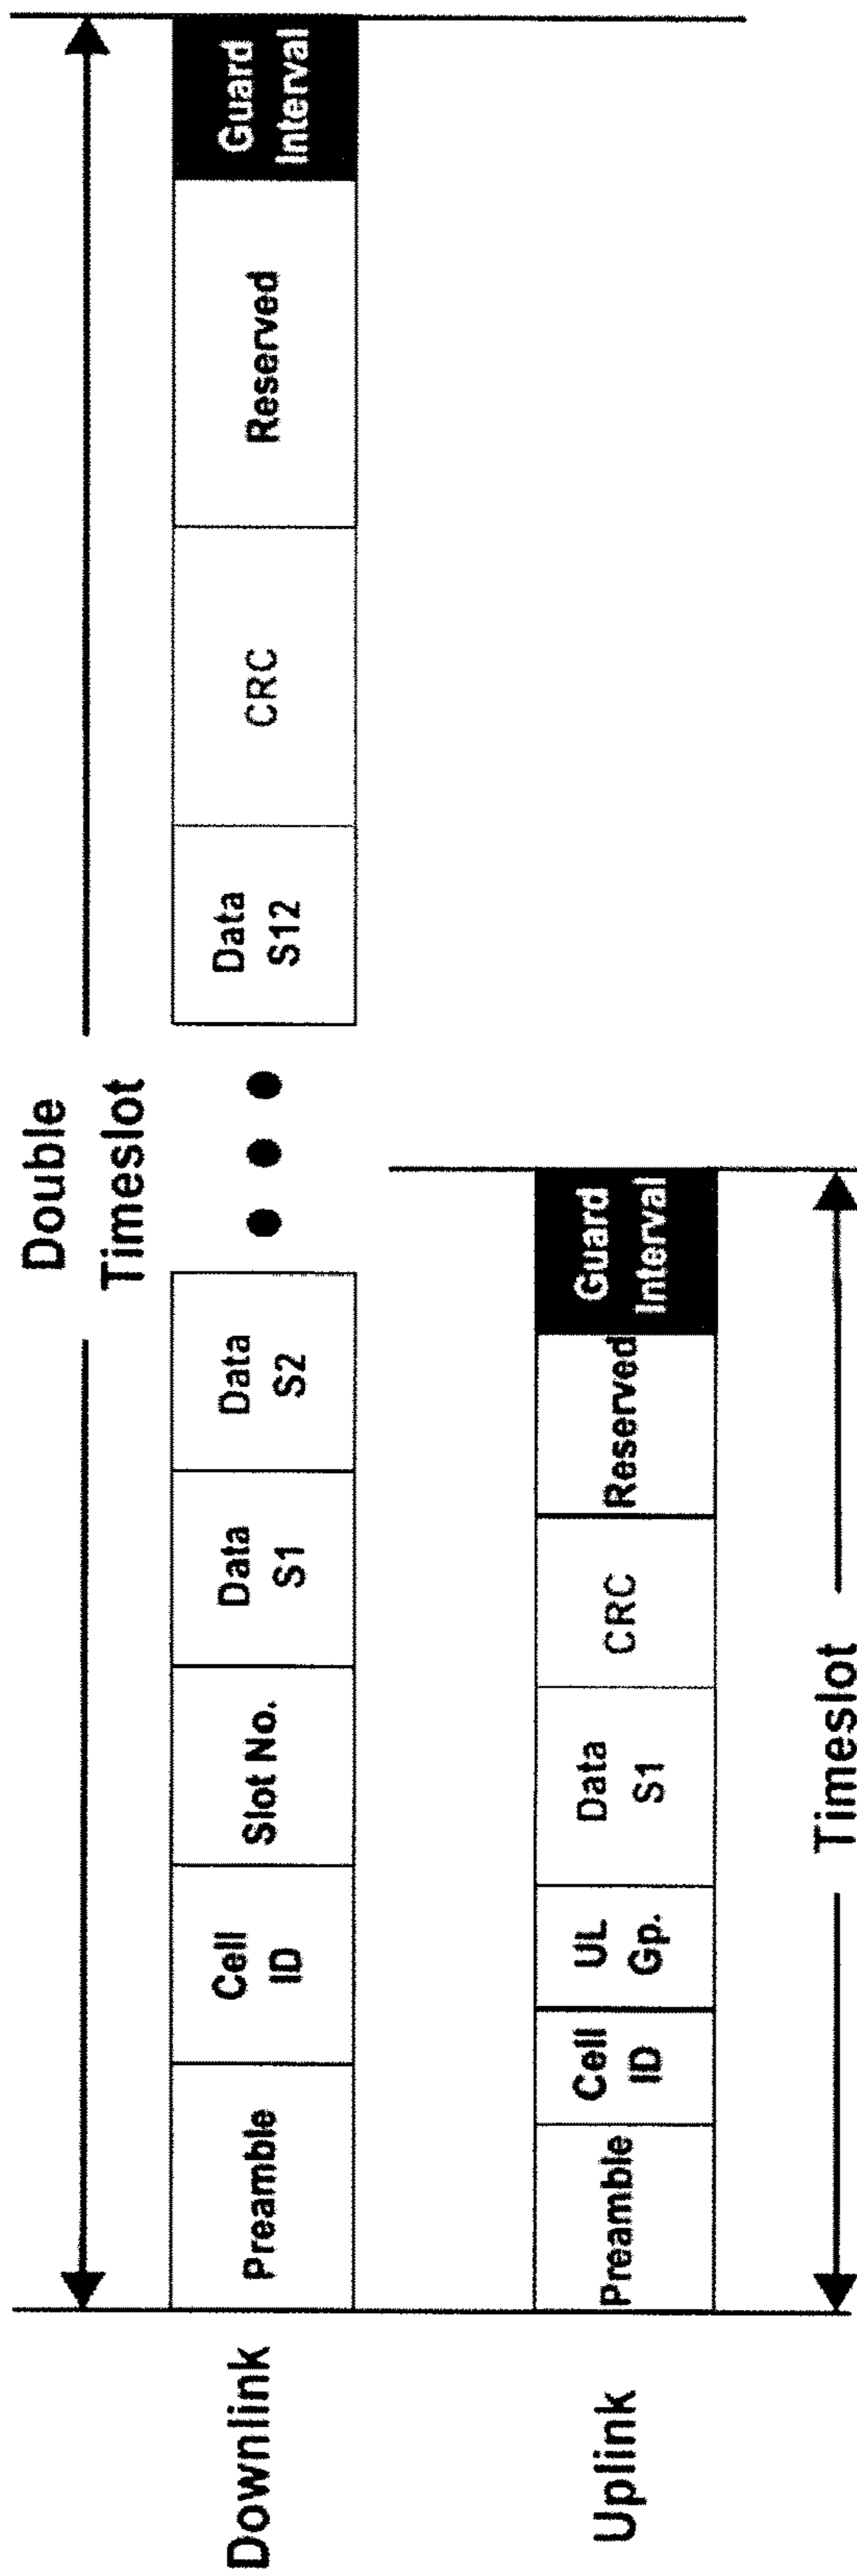 Double
Timeslot
Downlink
Preamble
Cell
ID
Slot No.
Data
S1
Data
S2
Data
S12
CRC
Reserved
Guard
Interval
Uplink
Preamble
Cell
ID
UL
Gp.
Data
S1
CRC
Reserved
Guard
Interval
Timeslot